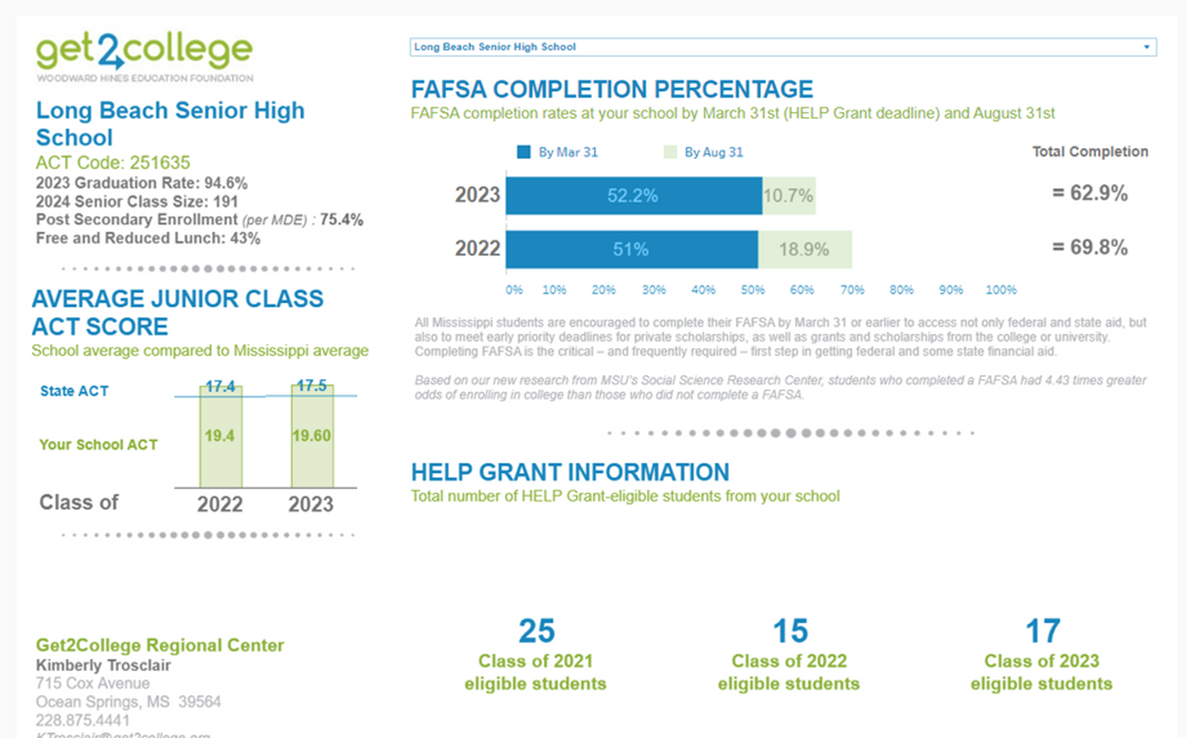 get2college
WOODWARD HINES EDUCATION FOUNDATION
Long Beach Senior High
School
ACT Code: 251635
2023 Graduation Rate: 94.6%
2024 Senior Class Size: 191
Post Secondary Enrollment (per MDE) : 75.4%
Free and Reduced Lunch: 43%
AVERAGE JUNIOR CLASS
ACT SCORE
School average compared to Mississippi average
State ACT 17.4 17.5
Your School ACT 19.4 19.60
Class of 2022 2023
Get2College Regional Center
Kimberly Trosclair
715 Cox Avenue
Ocean Springs, MS 39564
228.875.4441
KTrosclair@get2college.org
Long Beach Senior High School
FAFSA COMPLETION PERCENTAGE
FAFSA completion rates at your school by March 31st (HELP Grant deadline) and August 31st
By Mar 31 By Aug 31 Total Completion
2023 52.2% 10.7% = 62.9%
2022 51% 18.9% = 69.8%
0% 10% 20% 30% 40% 50% 60% 70% 80% 90% 100%
All Mississippi students are encouraged to complete their FAFSA by March 31 or earlier to access not only federal and state aid, but
also to meet early priority deadlines for private scholarships, as well as grants and scholarships from the college or university.
Completing FAFSA is the critical – and frequently required – first step in getting federal and some state financial aid.
Based on our new research from MSU's Social Science Research Center, students who completed a FAFSA had 4.43 times greater
odds of enrolling in college than those who did not complete a FAFSA.
HELP GRANT INFORMATION
Total number of HELP Grant-eligible students from your school
25 15 17
Class of 2021 Class of 2022 Class of 2023
eligible students eligible students eligible students